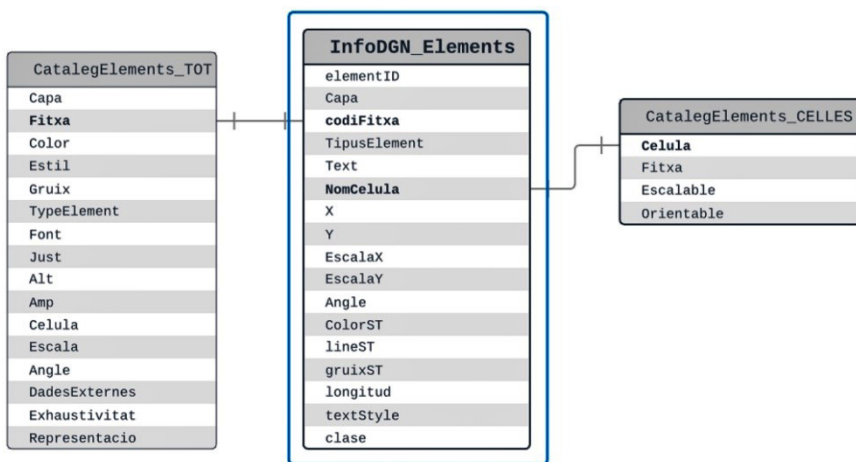 CatalegElements_TOT
Capa
Fitxa
Color
Estil
Gruix
TypeElement
Font
Just
Alt
Amp
Celula
Escala
Angle
DadesExternes
Exhaustivitat
Representacio
InfoDGN_Elements
elementID
Capa
codiFitxa
TipusElement
Text
NomCelula
X
Y
EscalaX
EscalaY
Angle
ColorST
lineST
gruixST
longitud
textStyle
clase
CatalegElements_CELLES
Celula
Fitxa
Escalable
Orientable